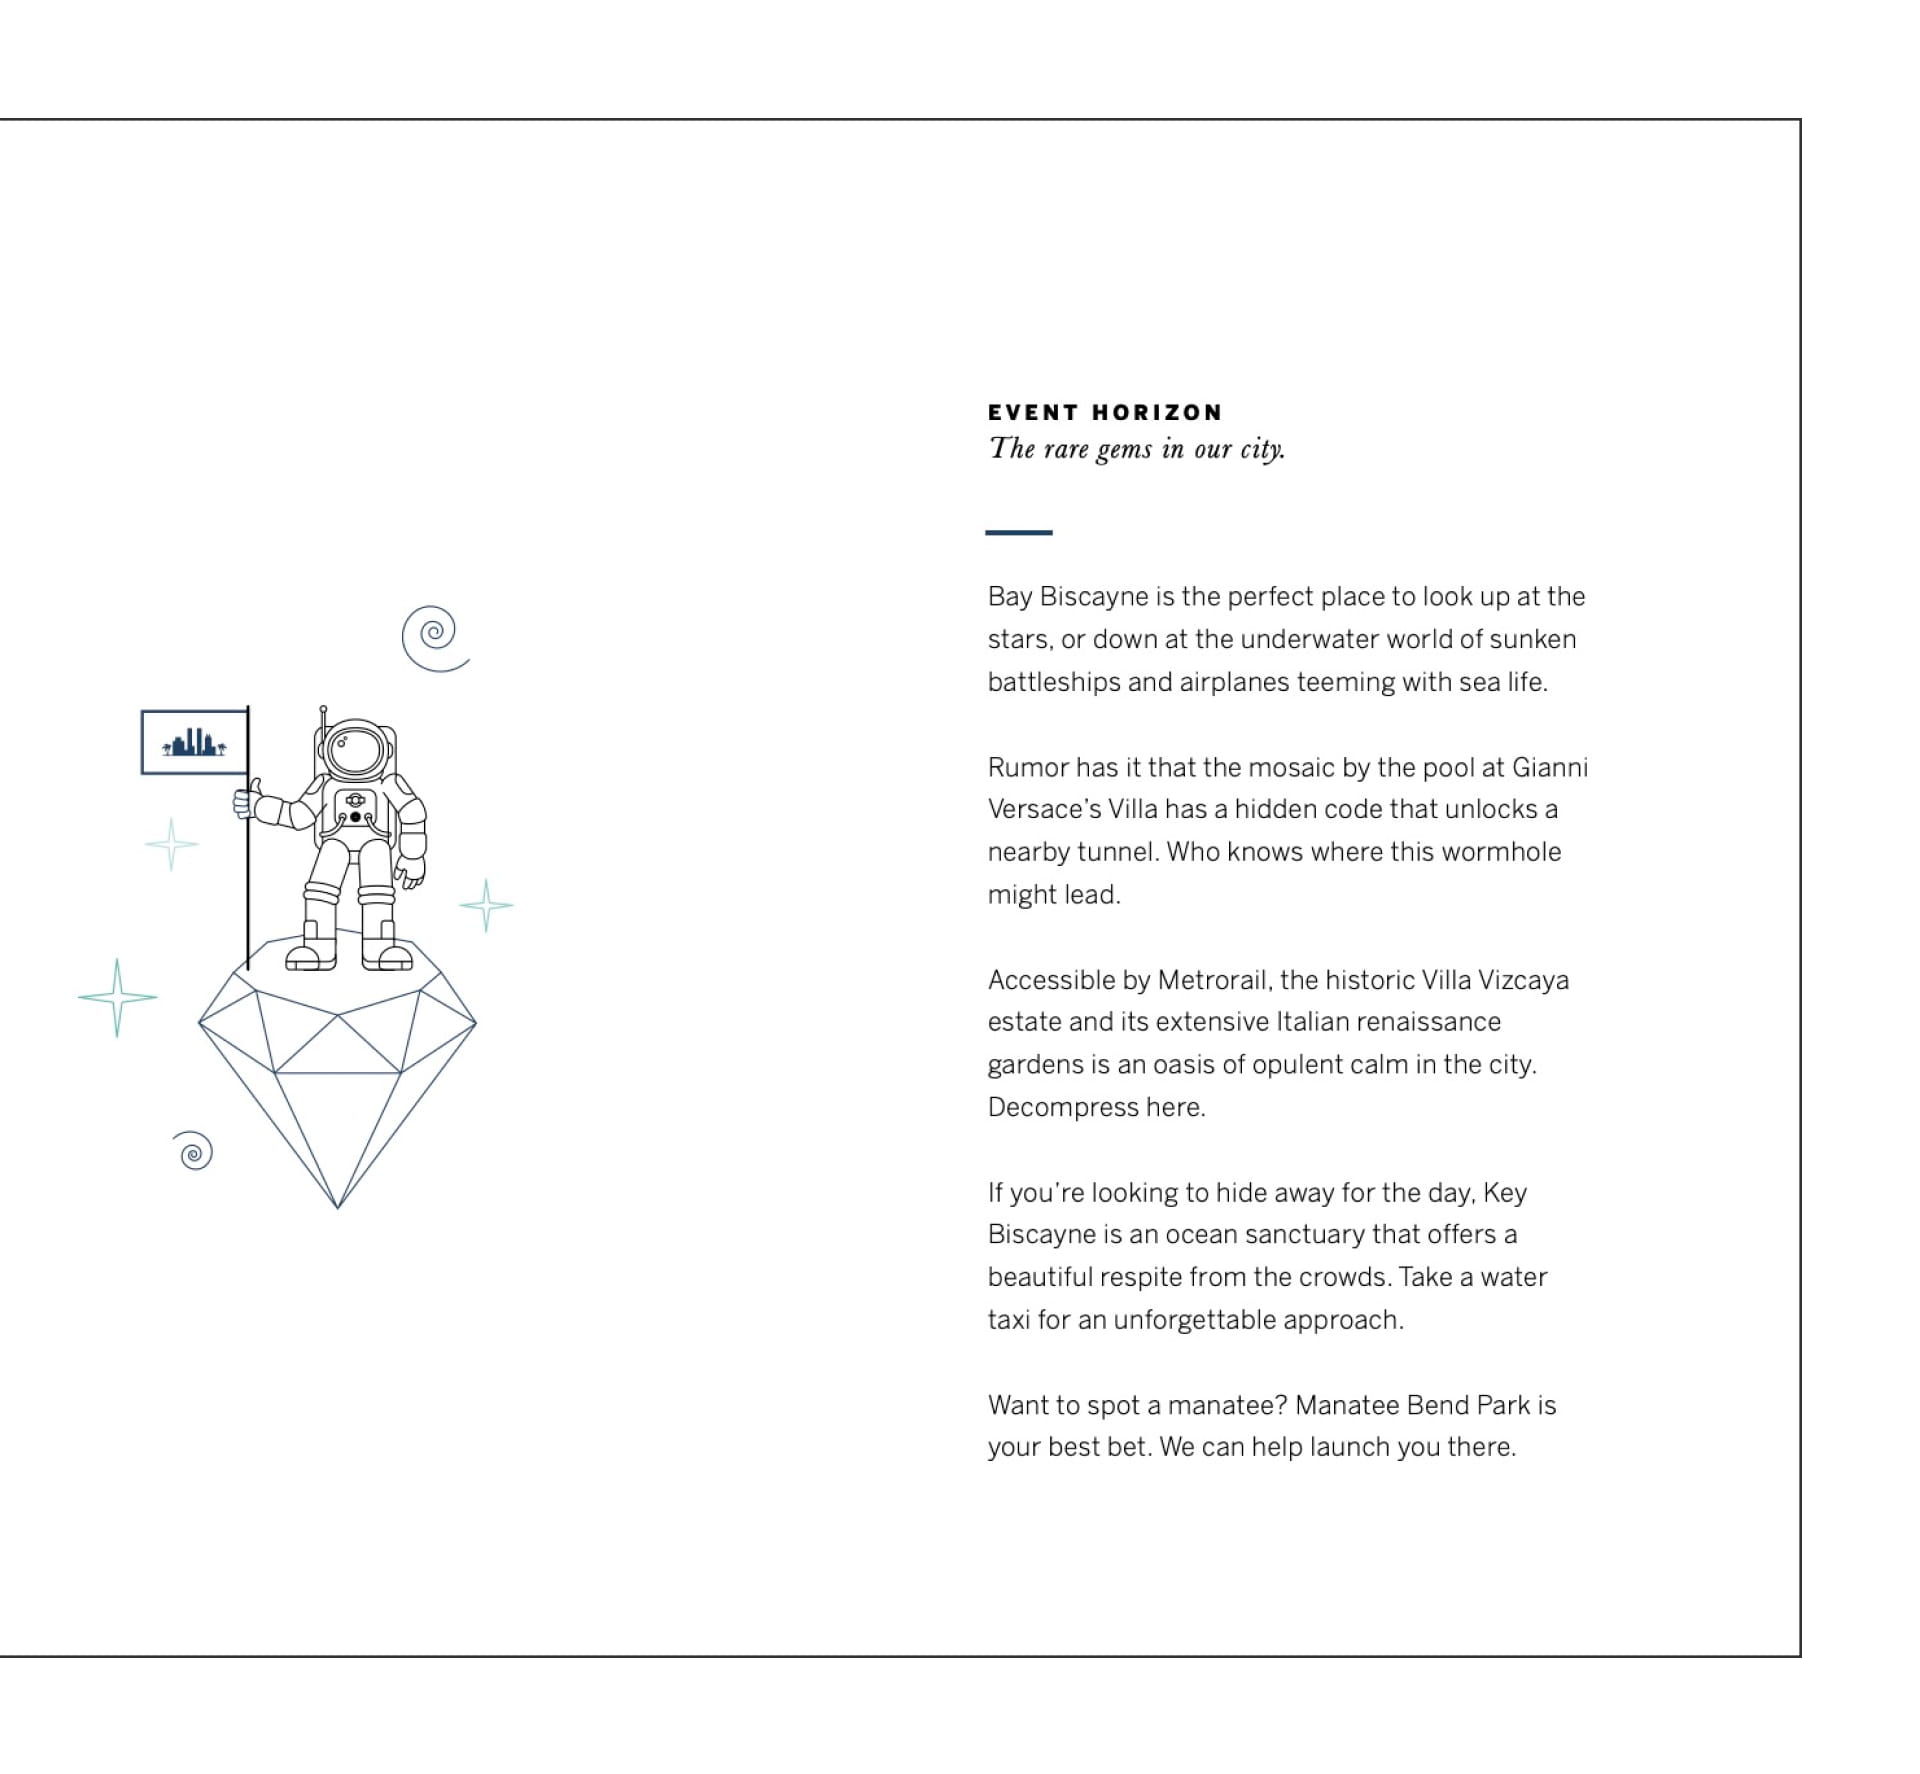 EVENT HORIZON
The rare gems in our city.
Bay Biscayne is the perfect place to look up at the
stars, or down at the underwater world of sunken
battleships and airplanes teeming with sea life.
Rumor has it that the mosaic by the pool at Gianni
Versace’s Villa has a hidden code that unlocks a
nearby tunnel. Who knows where this wormhole
might lead.
Accessible by Metrorail, the historic Villa Vizcaya
estate and its extensive Italian renaissance
gardens is an oasis of opulent calm in the city.
Decompress here.
If you’re looking to hide away for the day, Key
Biscayne is an ocean sanctuary that offers a
beautiful respite from the crowds. Take a water
taxi for an unforgettable approach.
Want to spot a manatee? Manatee Bend Park is
your best bet. We can help launch you there.